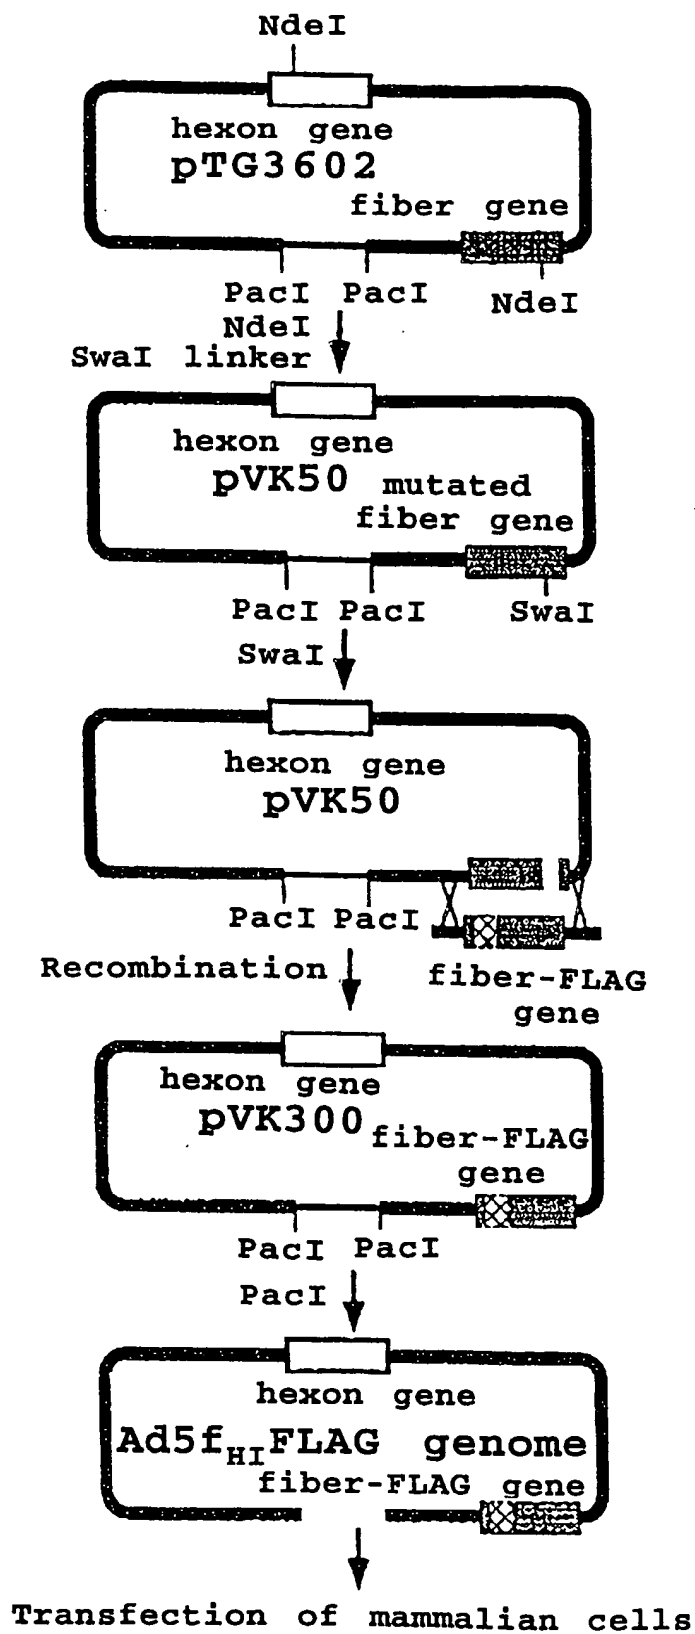 NdeI
hexon gene
pTG3602
fiber gene
PacI PacI
NdeI
NdeI
SwaI linker
hexon gene
pVK50
mutated
fiber gene
PacI PacI
SwaI
SwaI
hexon gene
pVK50
PacI PacI
Recombination
fiber-FLAG
gene
hexon gene
pVK300
fiber-FLAG
gene
PacI PacI
PacI
hexon gene
Ad5fHIFLAG genome
fiber-FLAG gene
Transfection of mammalian cells